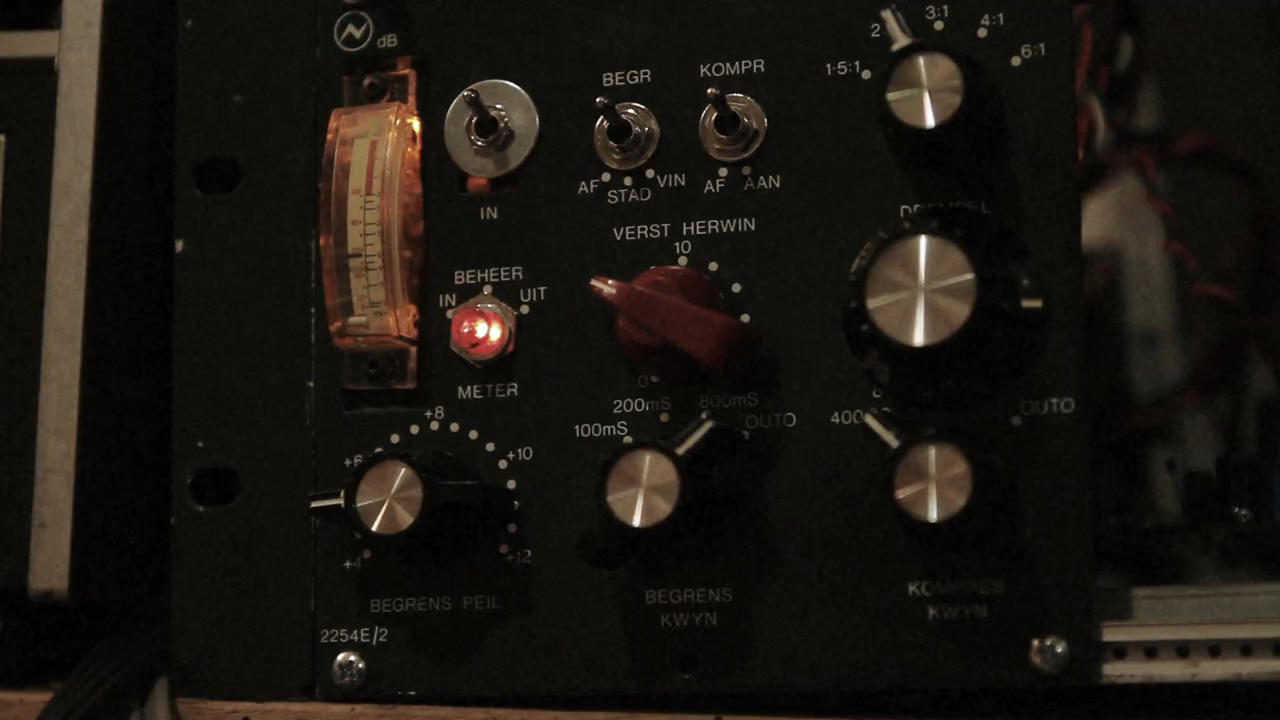 dB
IN
BEGR
AF STAD VIN
KOMPR
AF AAN
1·5:1 2 3:1 4:1 6:1
VERST HERWIN
10
0
BEHEER
IN UIT
METER
+4 +6 +8 +10 +12
BEGRENS PEIL
100mS 200mS 800mS OUTO
BEGRENS
KWYN
400 OUTO
KOMPRES
KWYN
2254E/2